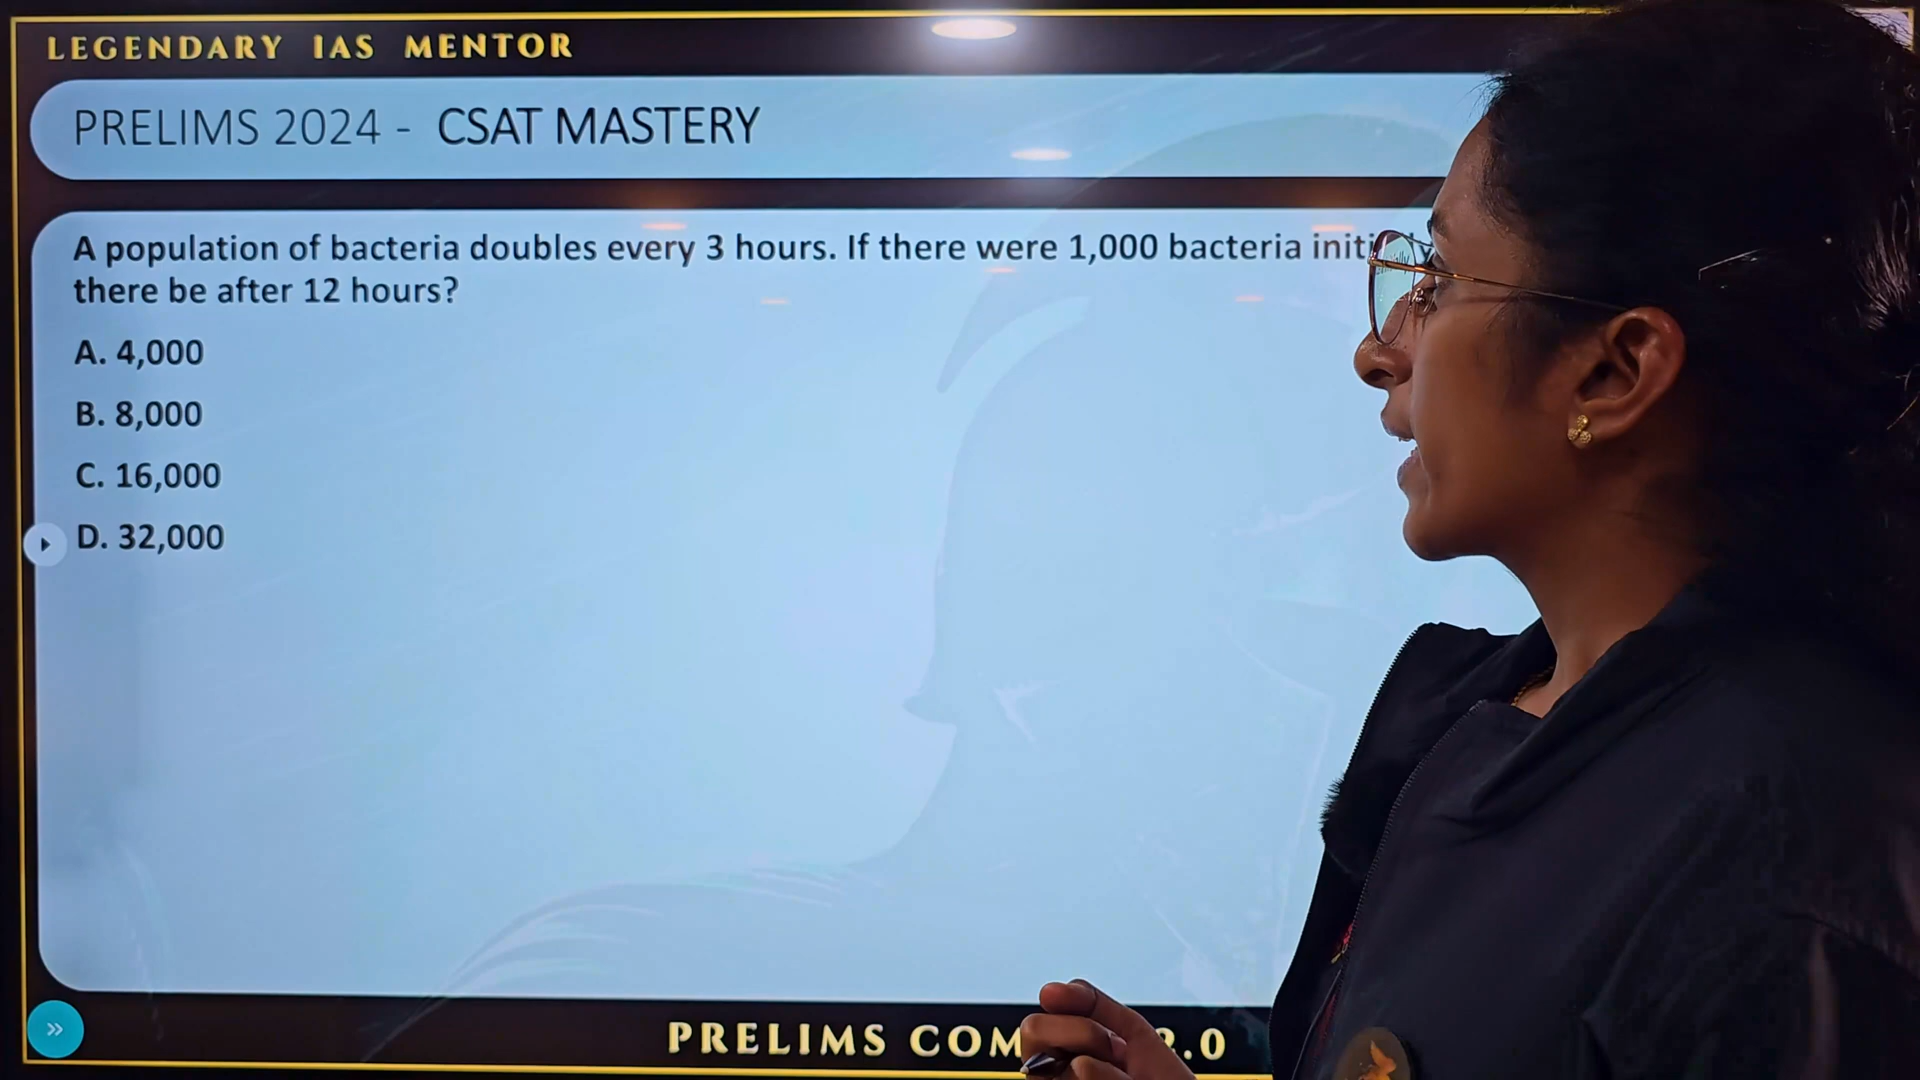 LEGENDARY IAS MENTOR
PRELIMS 2024 - CSAT MASTERY
A population of bacteria doubles every 3 hours. If there were 1,000 bacteria
there be after 12 hours?
A. 4,000
B. 8,000
C. 16,000
D. 32,000
PRELIMS